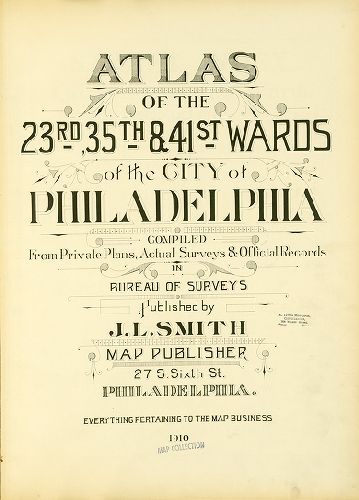 ATLAS
OF THE
23RD, 35TH & 41ST WARDS
of the CITY of
PHILADELPHIA
COMPILED
From Private Plans, Actual Surveys & Official Records
IN
BUREAU OF SURVEYS
Published by
J.L. SMITH
MAP PUBLISHER
27 S. Sixth St.
PHILADELPHIA.
EVERYTHING PERTAINING TO THE MAP BUSINESS
1910
MAP COLLECTION